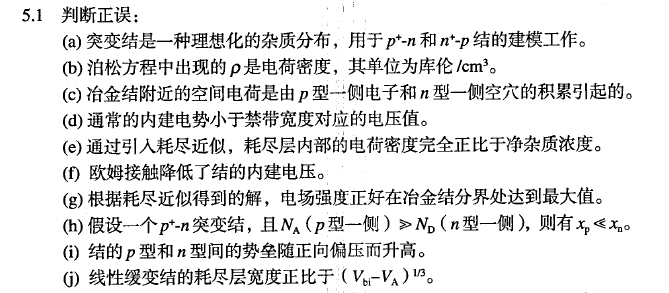 5.1 判断正误：
(a) 突变结是一种理想化的杂质分布，用于 p⁺-n 和 n⁺-p 结的建模工作。
(b) 泊松方程中出现的 ρ 是电荷密度，其单位为库伦 /cm³。
(c) 冶金结附近的空间电荷是由 p 型一侧电子和 n 型一侧空穴的积累引起的。
(d) 通常的内建电势小于禁带宽度对应的电压值。
(e) 通过引入耗尽近似，耗尽层内部的电荷密度完全正比于净杂质浓度。
(f) 欧姆接触降低了结的内建电压。
(g) 根据耗尽近似得到的解，电场强度正好在冶金结分界处达到最大值。
(h) 假设一个 p⁺-n 突变结，且 N_A（p 型一侧）≫ N_D（n 型一侧），则有 x_p ≪ x_n。
(i) 结的 p 型和 n 型间的势垒随正向偏压而升高。
(j) 线性缓变结的耗尽层宽度正比于（V_bi–V_A）^1/3。